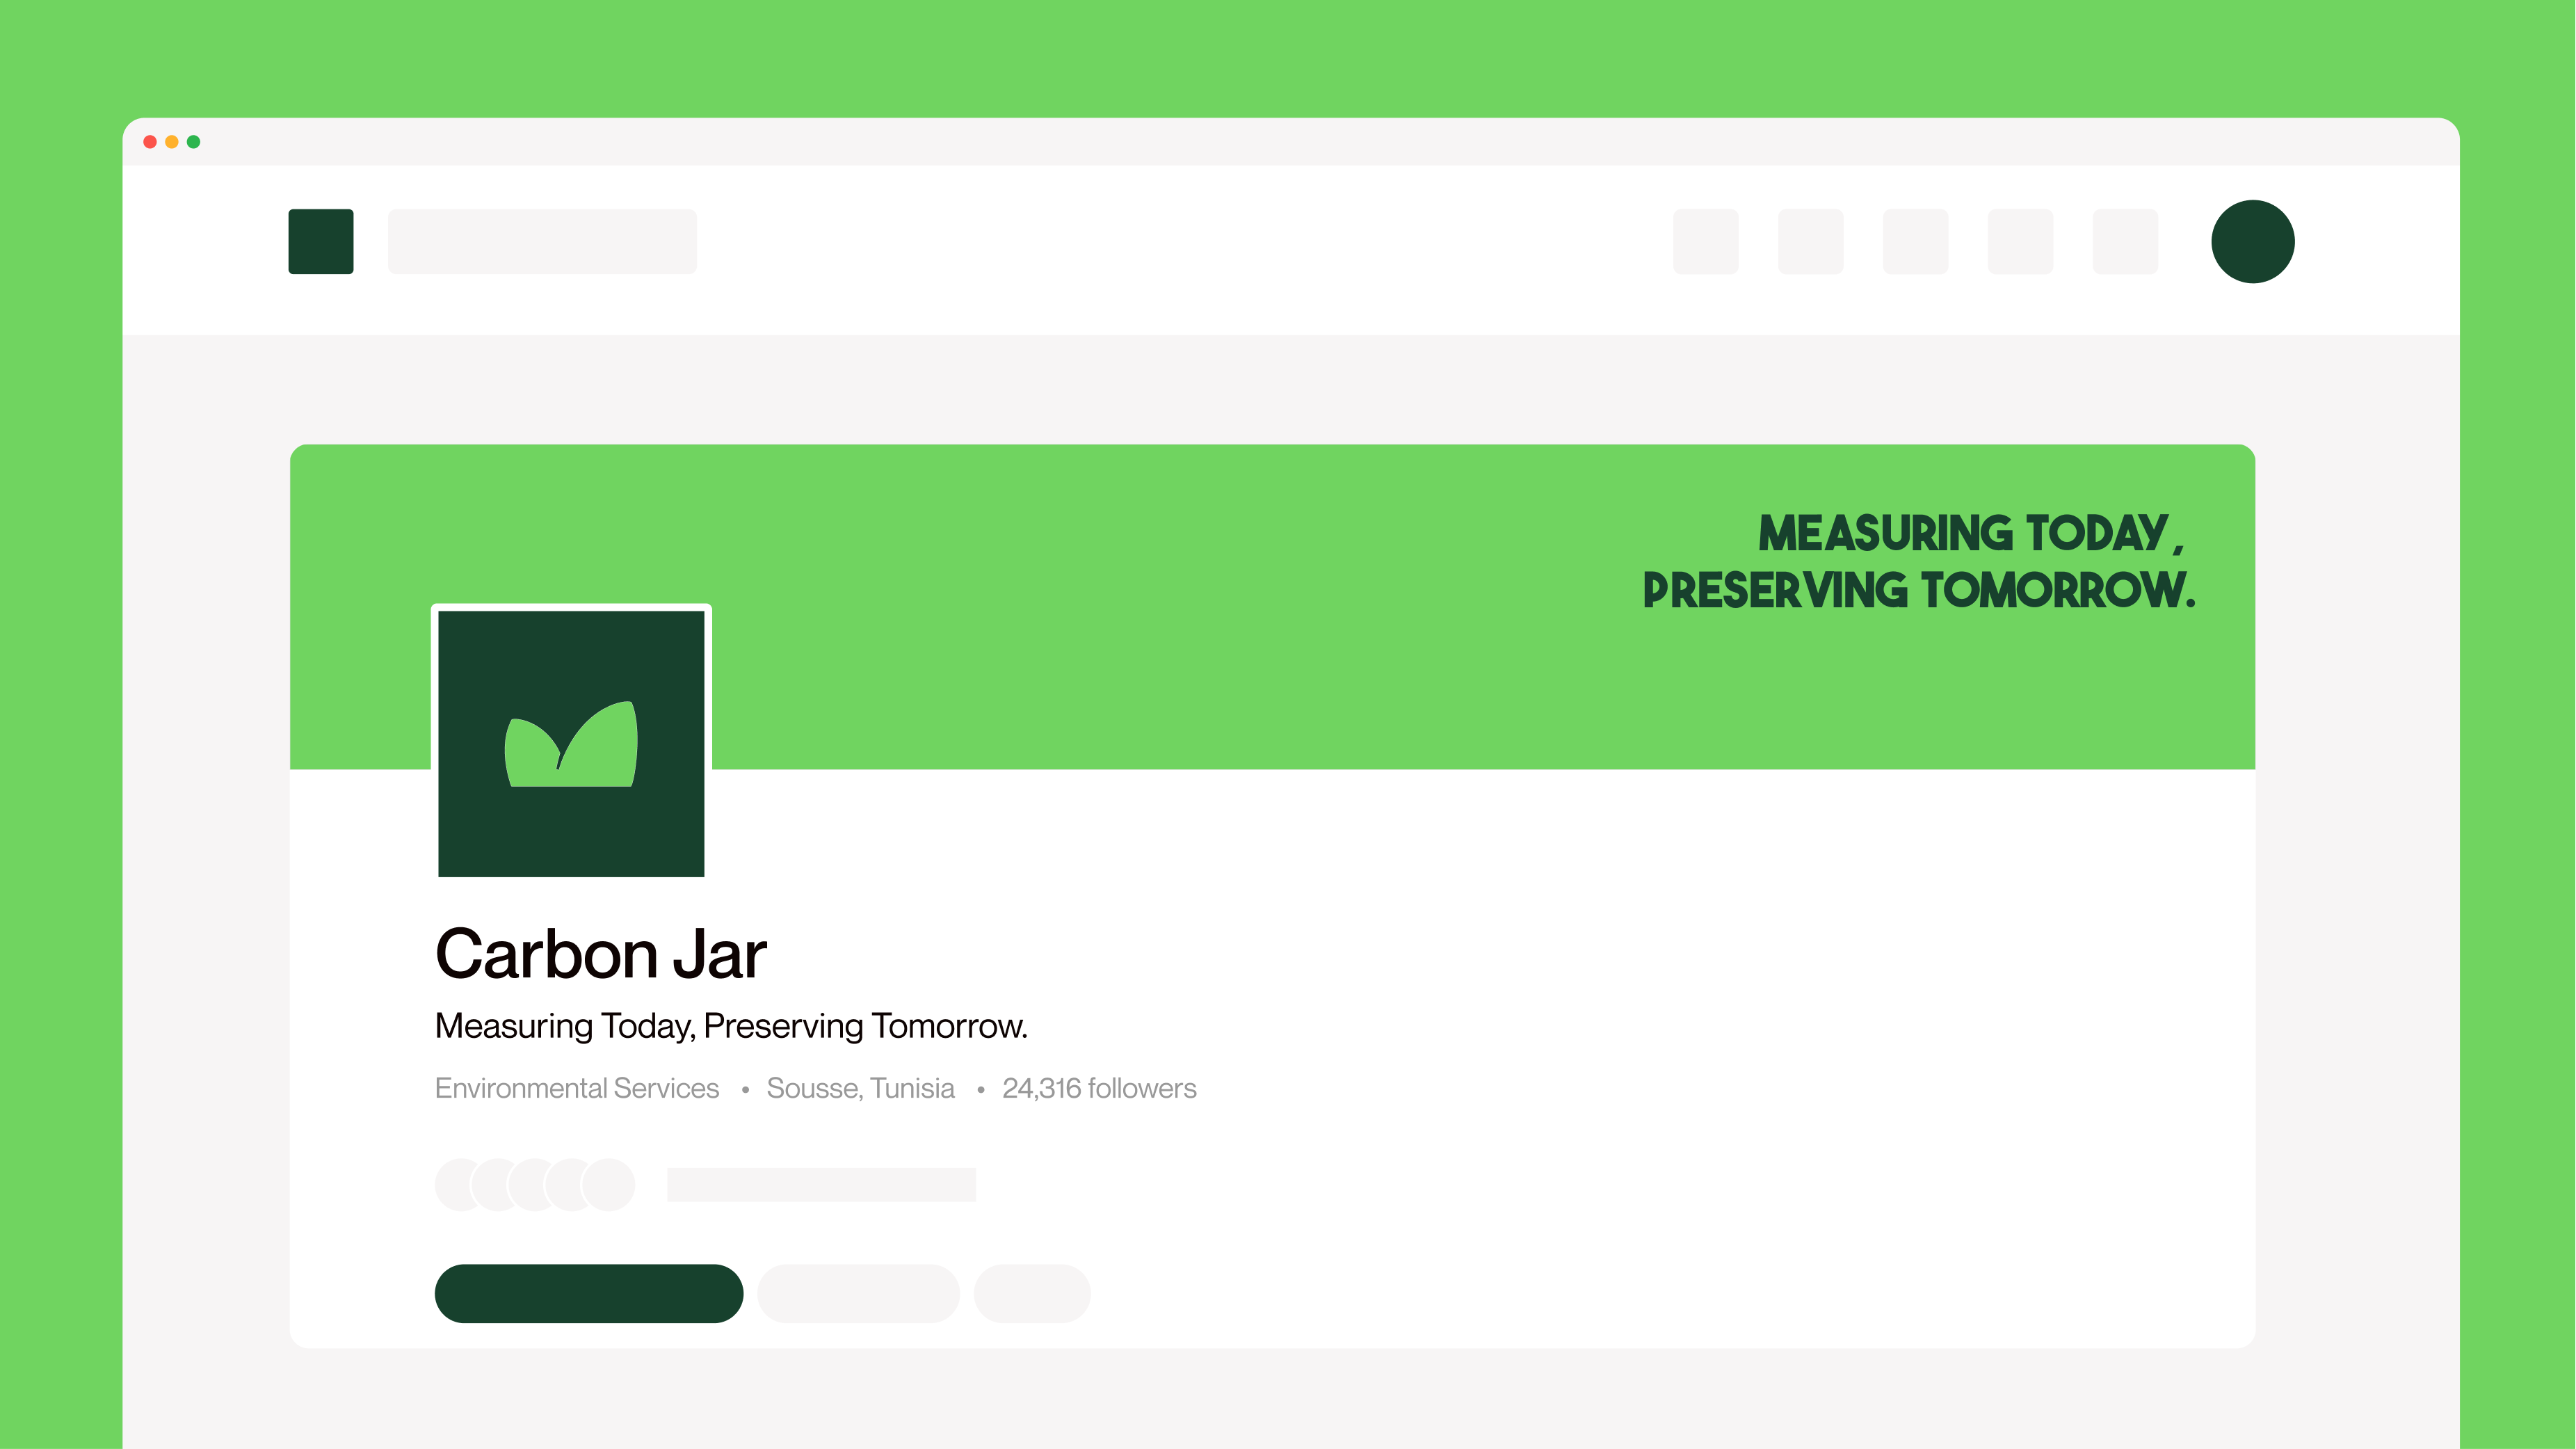 MEASURING TODAY,
PRESERVING TOMORROW.
Carbon Jar
Measuring Today, Preserving Tomorrow.
Environmental Services • Sousse, Tunisia • 24,316 followers